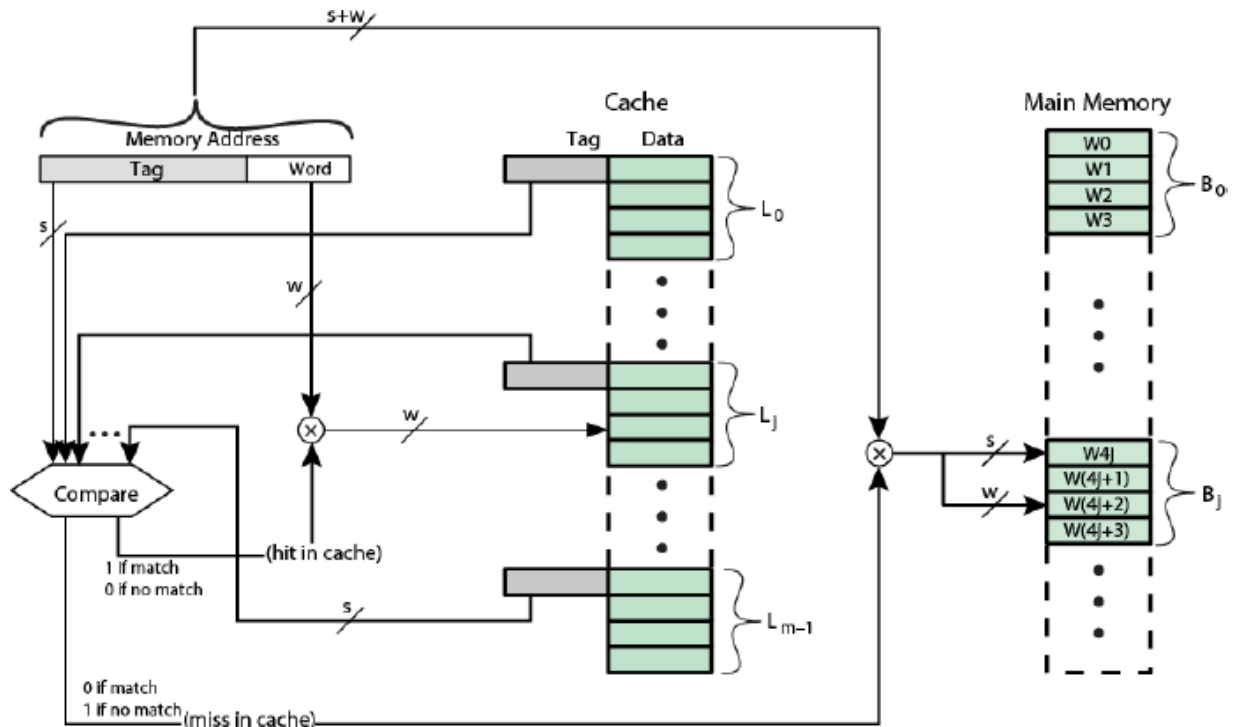 s+w
Cache
Main Memory
Memory Address
Tag Data
Tag Word
W0
W1
W2
W3
B0
L0
s
w
w
Lj
s
w
W4j
W(4j+1)
W(4j+2)
W(4j+3)
Bj
Compare
(hit in cache)
1 if match
0 if no match
s
Lm–1
0 if match
1 if no match
(miss in cache)